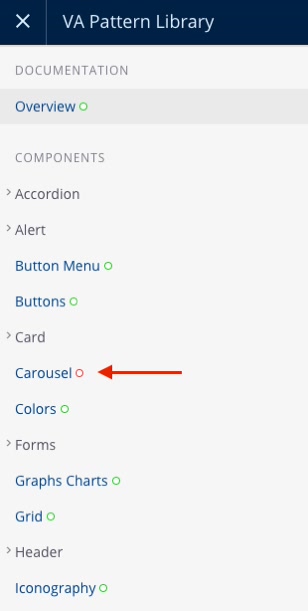 VA Pattern Library
DOCUMENTATION
Overview
COMPONENTS
Accordion
Alert
Button Menu
Buttons
Card
Carousel
Colors
Forms
Graphs Charts
Grid
Header
Iconography